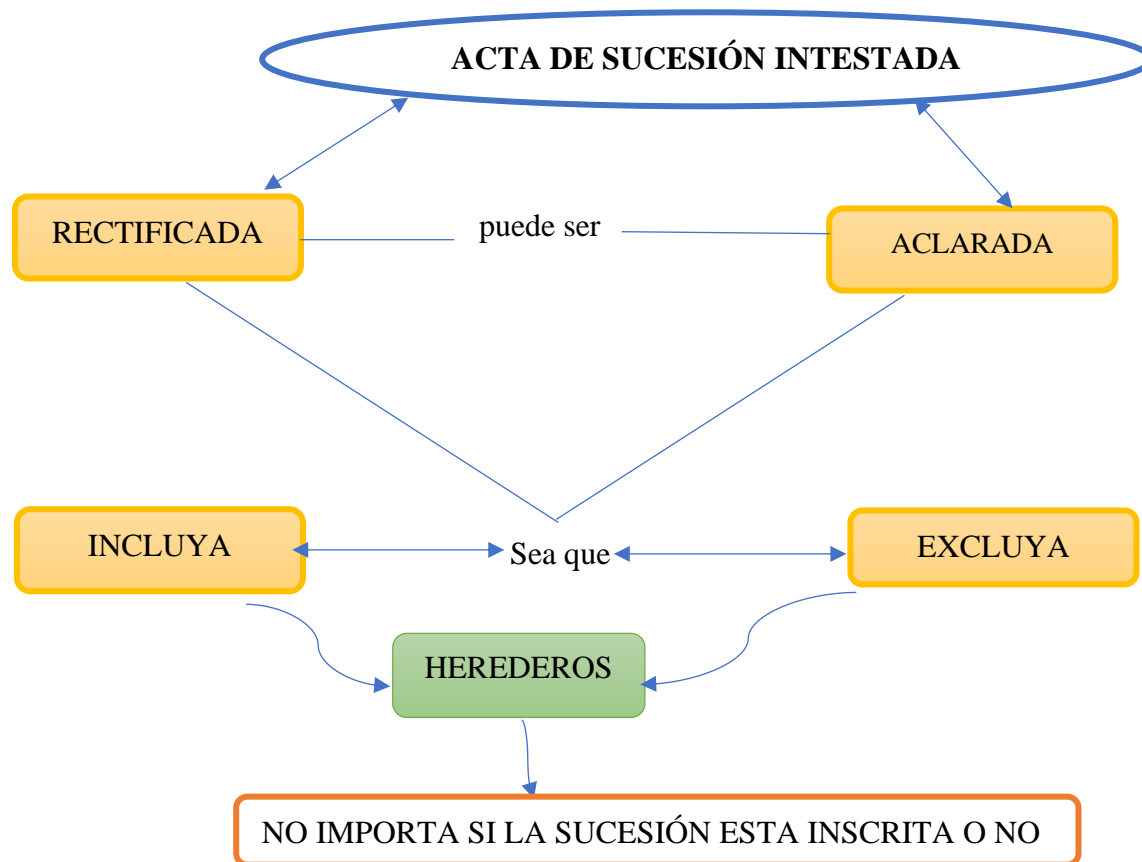 ACTA DE SUCESIÓN INTESTADA
RECTIFICADA
puede ser
ACLARADA
INCLUYA
Sea que
EXCLUYA
HEREDEROS
NO IMPORTA SI LA SUCESIÓN ESTA INSCRITA O NO